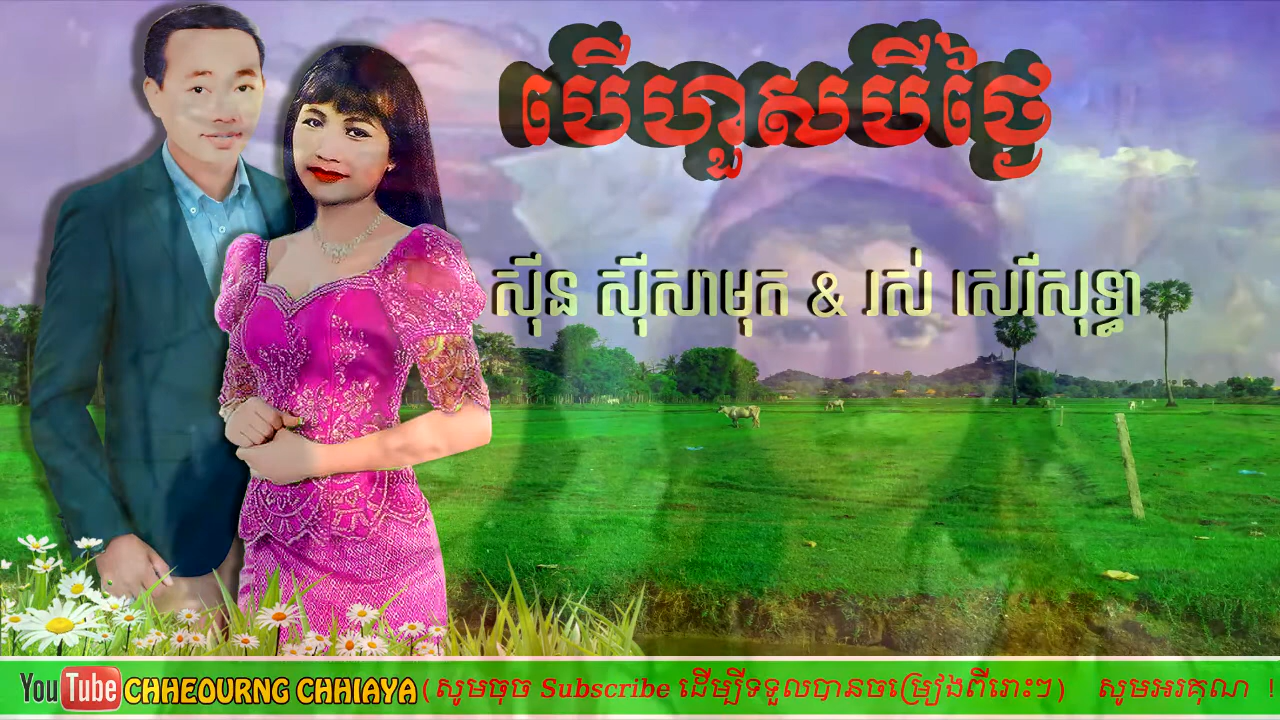 បើហួសបីថ្ងៃ
ស៊ីន ស៊ីសាមុត & រស់ សេរីសុទ្ធា
YouTube CHHEOURNG CHHIAYA (សូមចុច Subscribe ដើម្បីទទួលបានចម្រៀងពីរោះៗ) សូមអរគុណ !